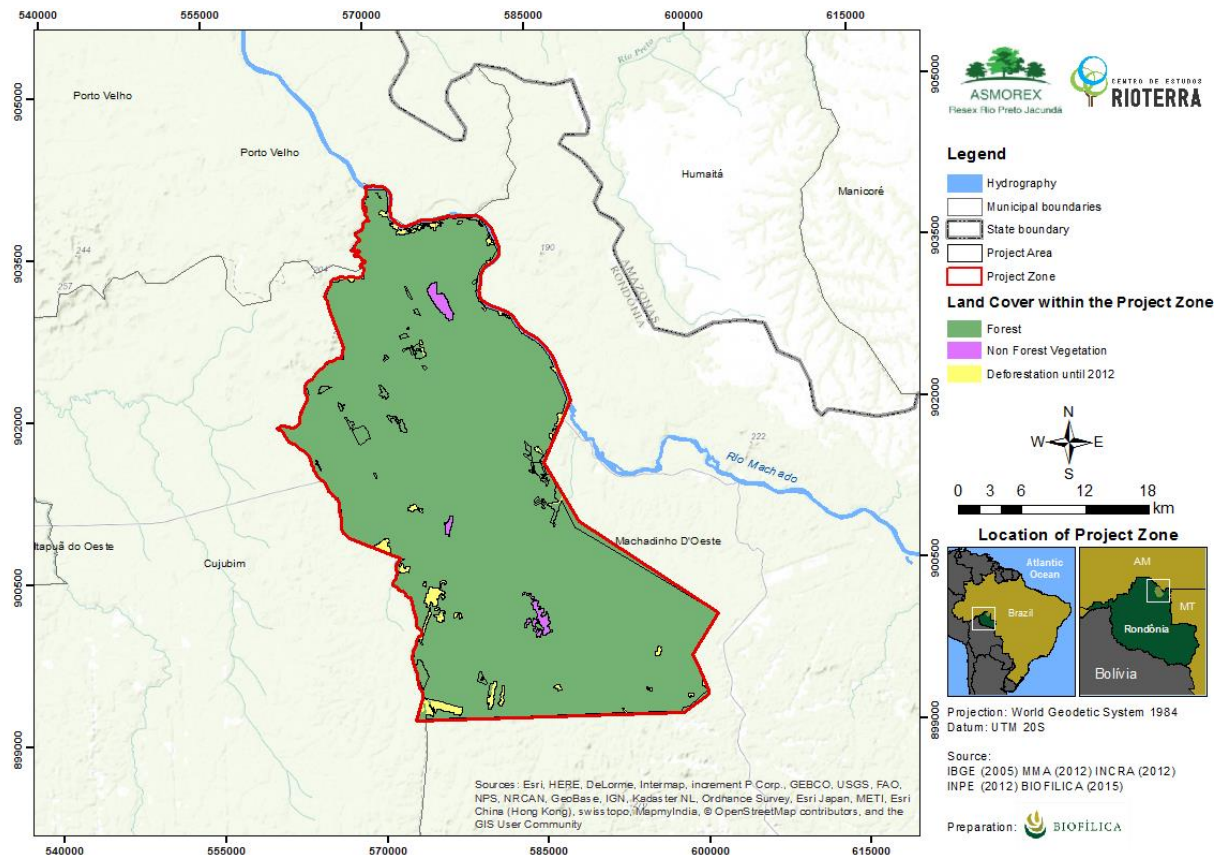 540000 555000 570000 585000 600000 615000
905000
903500
902000
900500
899000
905000
903500
902000
900500
899000
Porto Velho
Porto Velho
Rio Preto
Humaitá
Manicoré
244
257
204
190
AMAZONAS
RONDÔNIA
222
Rio Machado
Itapuã do Oeste
Cujubim
Machadinho D'Oeste
Sources: Esri, HERE, DeLorme, Intermap, increment P Corp., GEBCO, USGS, FAO,
NPS, NRCAN, GeoBase, IGN, Kadaster NL, Ordnance Survey, Esri Japan, METI, Esri
China (Hong Kong), swisstopo, MapmyIndia, © OpenStreetMap contributors, and the
GIS User Community
540000 555000 570000 585000 600000 615000
ASMOREX
Resex Rio Preto Jacundá
CENTRO DE ESTUDOS
RIOTERRA
Legend
Hydrography
Municipal boundaries
State boundary
Project Area
Project Zone
Land Cover within the Project Zone
Forest
Non Forest Vegetation
Deforestation until 2012
N
W E
S
0 3 6 12 18
km
Location of Project Zone
Atlantic
Ocean
Brazil
AM
MT
Rondônia
Bolívia
Projection: World Geodetic System 1984
Datum: UTM 20S
Source:
IBGE (2005) MMA (2012) INCRA (2012)
INPE (2012) BIOFILICA (2015)
Preparation: BIOFÍLICA